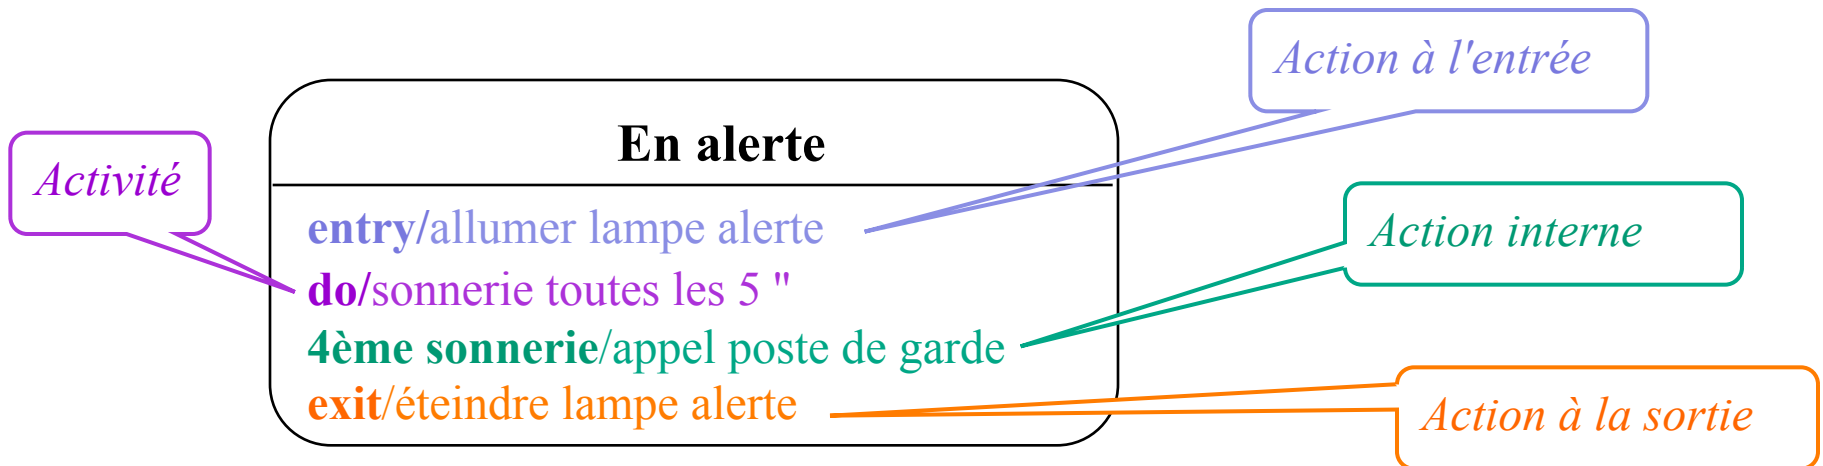 Action à l'entrée
En alerte
Activité
entry/allumer lampe alerte
Action interne
do/sonnerie toutes les 5 "
4ème sonnerie/appel poste de garde
exit/éteindre lampe alerte
Action à la sortie